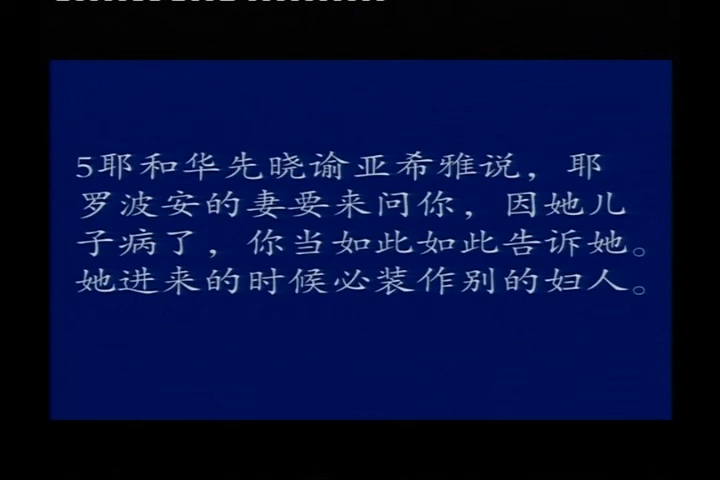 5耶和华先晓谕亚希雅说，耶
罗波安的妻要来问你，因她儿
子病了，你当如此如此告诉她。
她进来的时候必装作别的妇人。